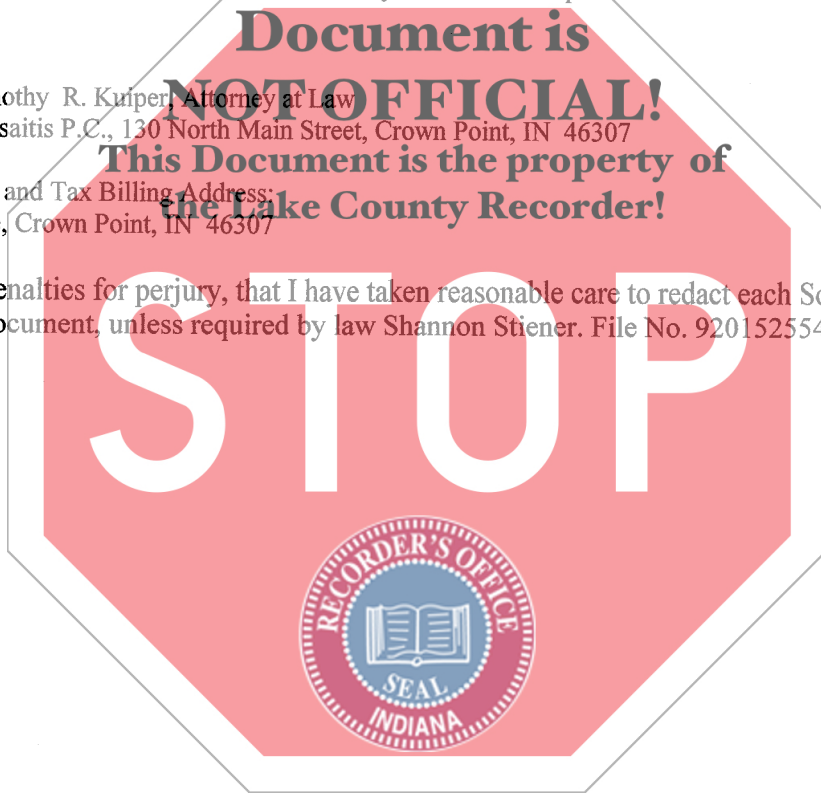 Document is
NOT OFFICIAL!
othy R. Kuiper, Attorney at Law
saitis P.C., 130 North Main Street, Crown Point, IN 46307
This Document is the property of
the Lake County Recorder!
and Tax Billing Address:
, Crown Point, IN 46307
enalties for perjury, that I have taken reasonable care to redact each So
ocument, unless required by law Shannon Stiener. File No. 920152554
STOP
RECORDER'S OFFICE
SEAL
INDIANA